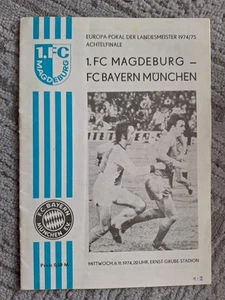 EUROPA-POKAL DER LANDESMEISTER 1974/75
ACHTELFINALE
1. FC
MAGDEBURG
1. FC MAGDEBURG –
FC BAYERN MÜNCHEN
FC BAYERN
MÜNCHEN E.V.
MITTWOCH, 6.11.1974, 20 UHR, ERNST-GRUBE-STADION